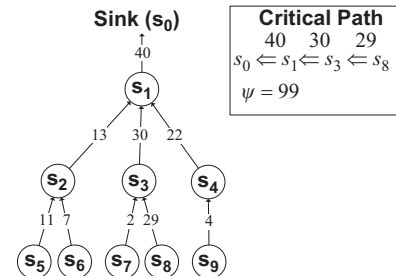 Sink (s0)
40
s1
13 30 22
s2 s3 s4
11 7 2 29 4
s5 s6 s7 s8 s9
Critical Path
40 30 29
s0 ⇐ s1 ⇐ s3 ⇐ s8
ψ = 99